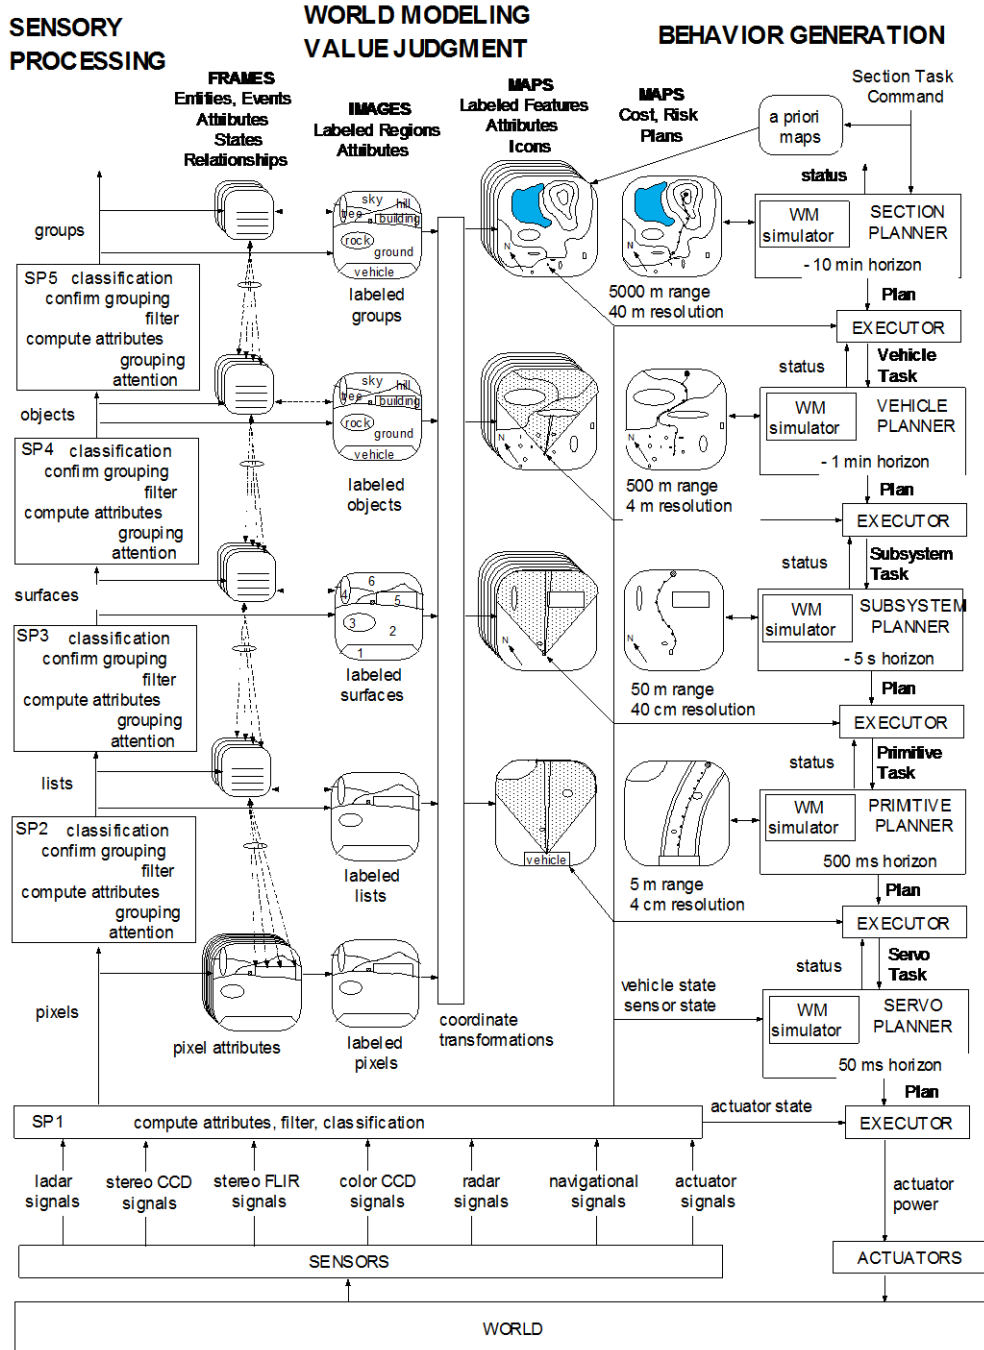 SENSORY
PROCESSING
WORLD MODELING
VALUE JUDGMENT
BEHAVIOR GENERATION
FRAMES
Entities, Events
Attributes
States
Relationships
IMAGES
Labeled Regions
Attributes
MAPS
Labeled Features
Attributes
Icons
MAPS
Cost, Risk
Plans
Section Task
Command
a priori
maps
status
groups
sky
hill
tree
building
rock
ground
vehicle
labeled
groups
N
N
5000 m range
40 m resolution
WM
simulator
SECTION
PLANNER
- 10 min horizon
Plan
EXECUTOR
SP5 classification
confirm grouping
filter
compute attributes
grouping
attention
status
Vehicle
Task
objects
sky
hill
tree
building
rock
ground
vehicle
labeled
objects
N
N
500 m range
4 m resolution
WM
simulator
VEHICLE
PLANNER
- 1 min horizon
Plan
EXECUTOR
SP4 classification
confirm grouping
filter
compute attributes
grouping
attention
status
Subsystem
Task
surfaces
6
4
5
3
2
1
labeled
surfaces
N
N
50 m range
40 cm resolution
WM
simulator
SUBSYSTEM
PLANNER
- 5 s horizon
Plan
EXECUTOR
SP3 classification
confirm grouping
filter
compute attributes
grouping
attention
status
Primitive
Task
lists
labeled
lists
vehicle
5 m range
4 cm resolution
WM
simulator
PRIMITIVE
PLANNER
500 ms horizon
Plan
EXECUTOR
SP2 classification
confirm grouping
filter
compute attributes
grouping
attention
status
Servo
Task
pixels
pixel attributes
labeled
pixels
coordinate
transformations
vehicle state
sensor state
WM
simulator
SERVO
PLANNER
50 ms horizon
Plan
SP1 compute attributes, filter, classification
actuator state
EXECUTOR
ladar
signals
stereo CCD
signals
stereo FLIR
signals
color CCD
signals
radar
signals
navigational
signals
actuator
signals
actuator
power
SENSORS
ACTUATORS
WORLD